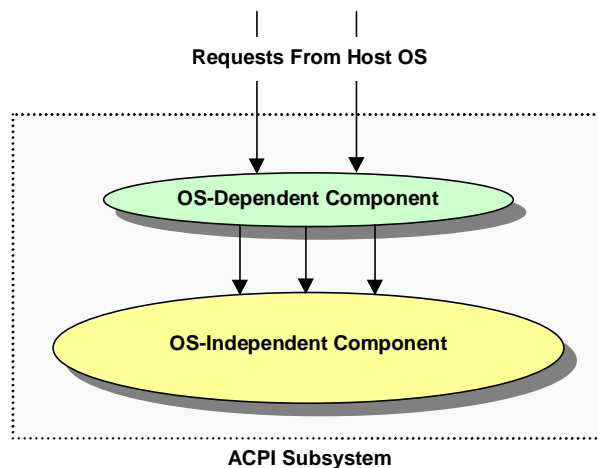 Requests From Host OS
OS-Dependent Component
OS-Independent Component
ACPI Subsystem